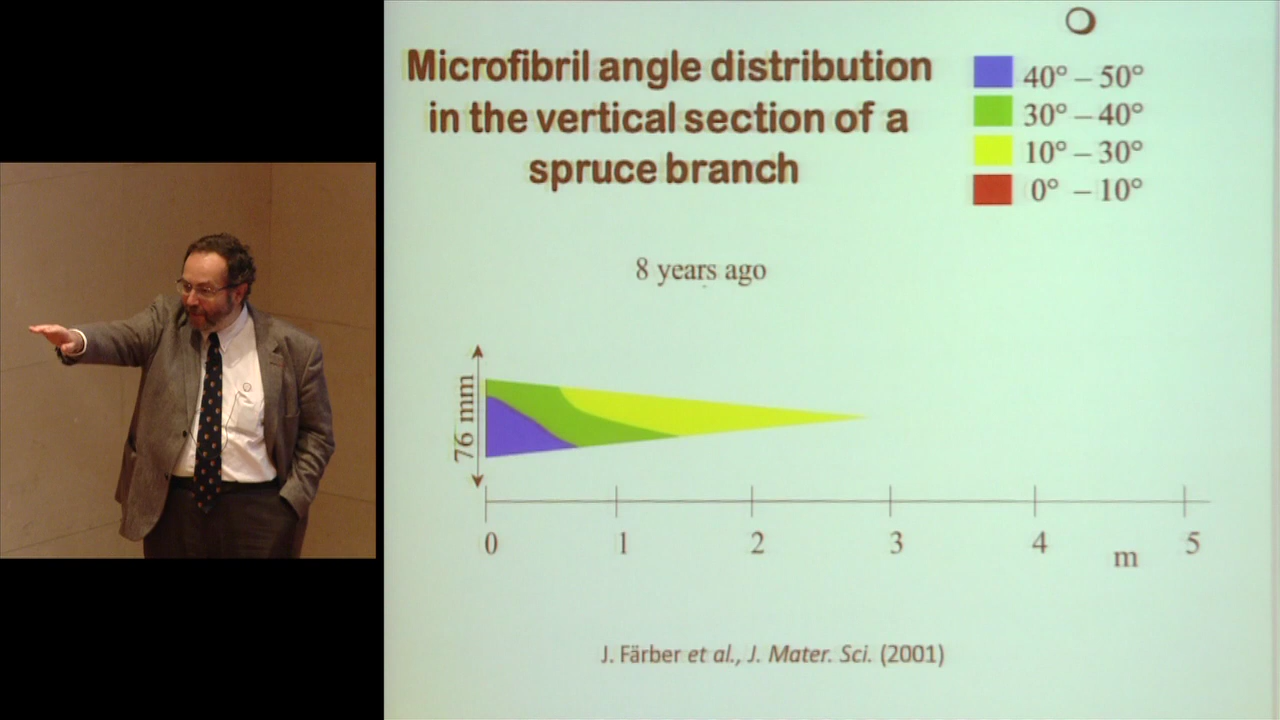 Microfibril angle distribution
in the vertical section of a
spruce branch
40° – 50°
30° – 40°
10° – 30°
0° – 10°
8 years ago
76 mm
0 1 2 3 4 m 5
J. Färber et al., J. Mater. Sci. (2001)